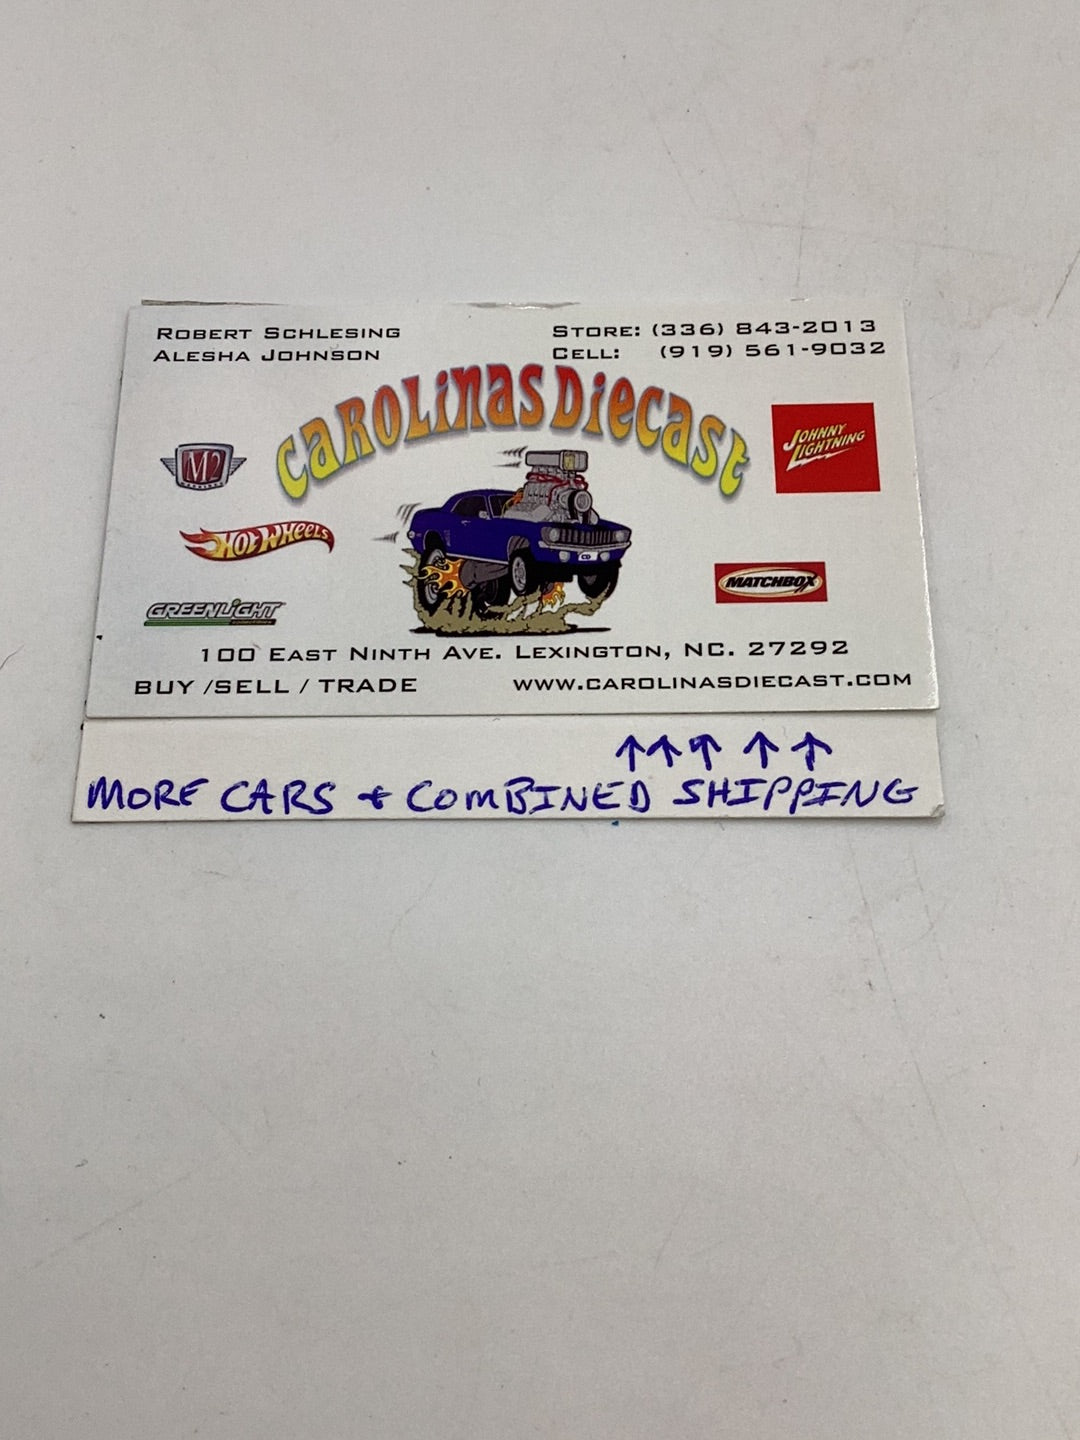 ROBERT SCHLESING
ALESHA JOHNSON
STORE: (336) 843-2013
CELL: (919) 561-9032
CAROLINAS DIECAST
M2
MACHINES
JOHNNY
LIGHTNING
HOT WHEELS
MATCHBOX
GREENLIGHT
CD
100 EAST NINTH AVE. LEXINGTON, NC. 27292
BUY /SELL / TRADE
WWW.CAROLINASDIECAST.COM
↑↑↑ ↑ ↑
MORE CARS + COMBINED SHIPPING